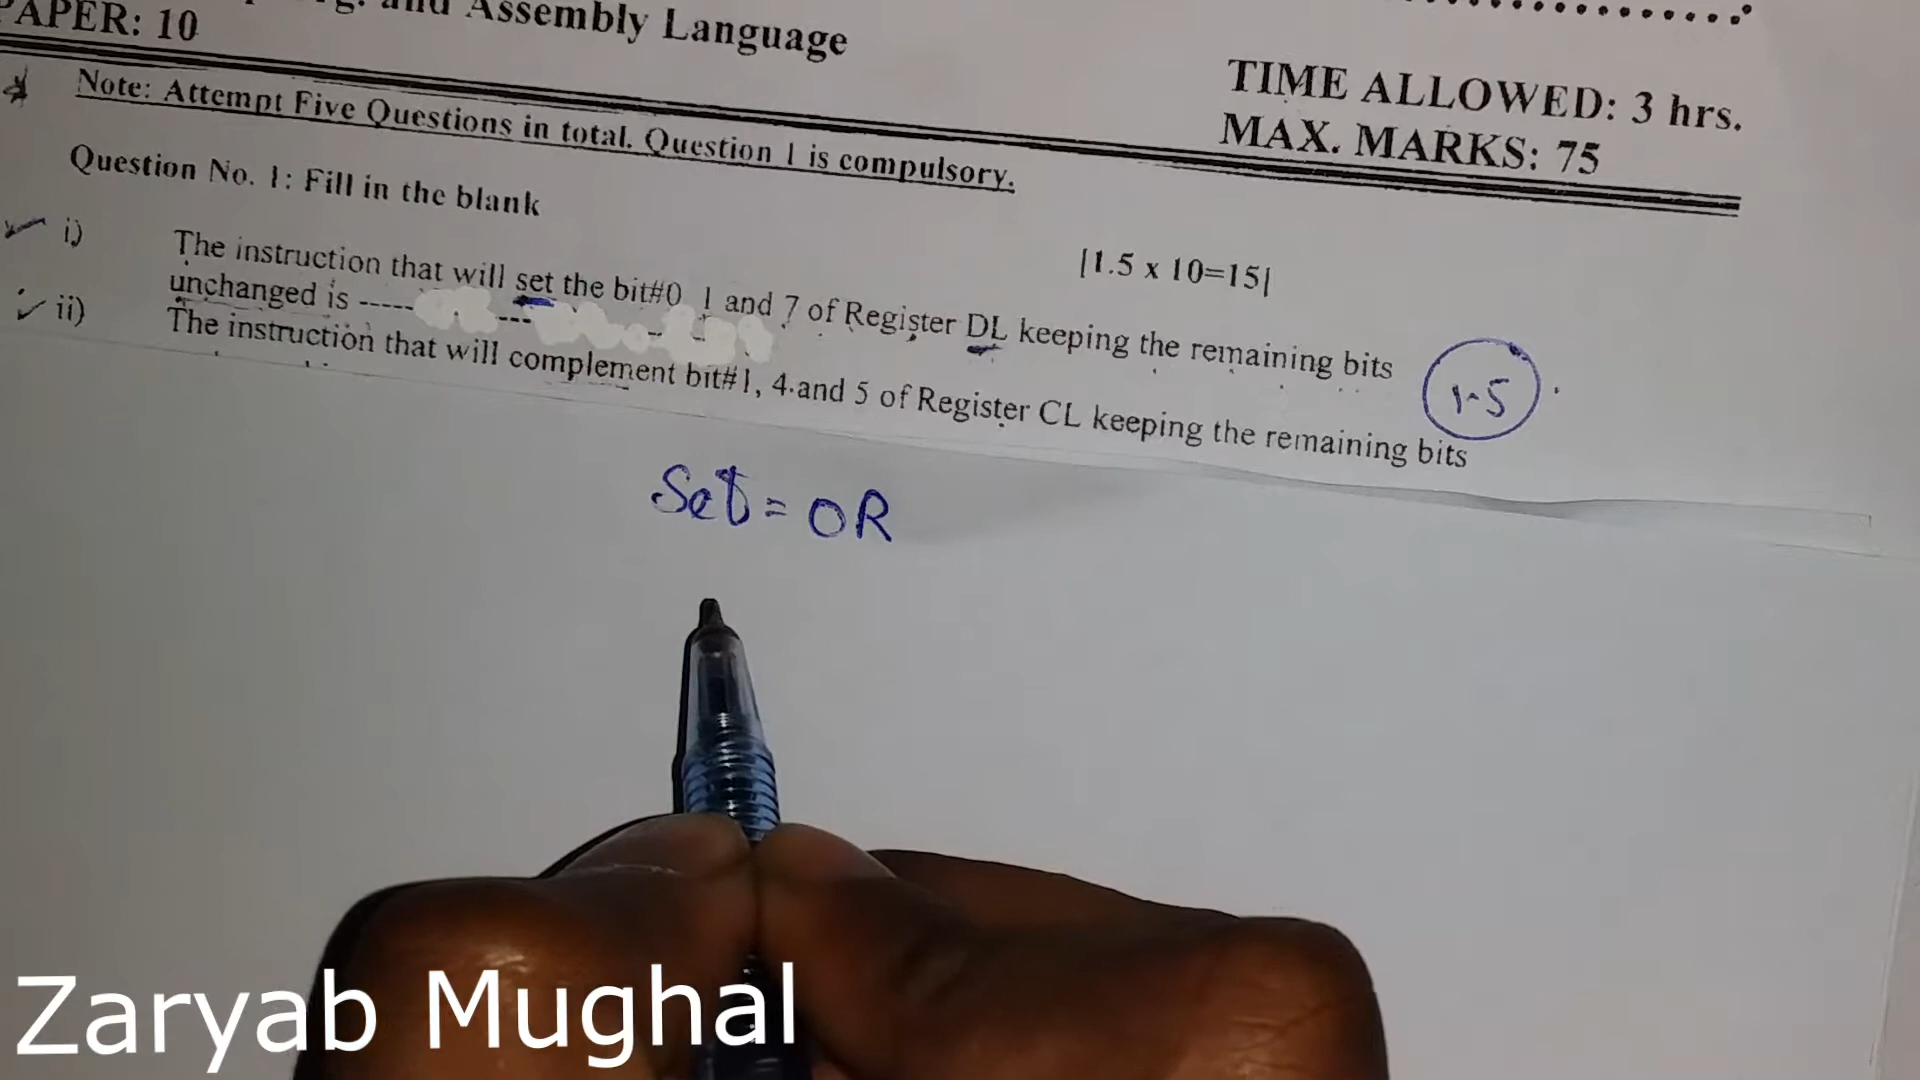 and Assembly Language
PAPER: 10
TIME ALLOWED: 3 hrs.
MAX. MARKS: 75
Note: Attempt Five Questions in total. Question 1 is compulsory.
Question No. 1: Fill in the blank
[1.5 x 10=15]
i) The instruction that will set the bit#0 1 and 7 of Register DL keeping the remaining bits
unchanged is -----
ii) The instruction that will complement bit#1, 4 and 5 of Register CL keeping the remaining bits
1-5
Set = OR
Zaryab Mughal